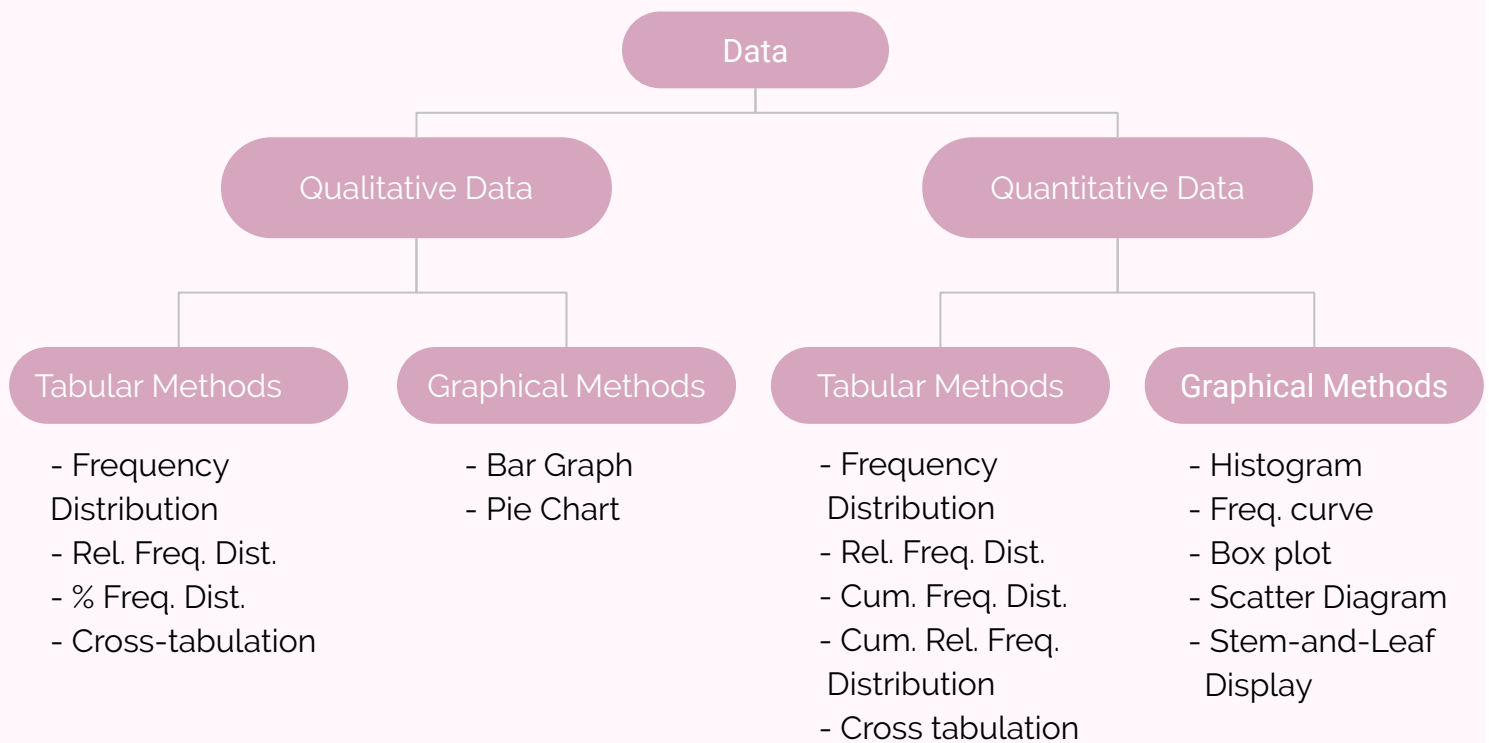 Data
Qualitative Data
Quantitative Data
Tabular Methods
Graphical Methods
Tabular Methods
Graphical Methods
- Frequency
Distribution
- Rel. Freq. Dist.
- % Freq. Dist.
- Cross-tabulation
- Bar Graph
- Pie Chart
- Frequency
Distribution
- Rel. Freq. Dist.
- Cum. Freq. Dist.
- Cum. Rel. Freq.
Distribution
- Cross tabulation
- Histogram
- Freq. curve
- Box plot
- Scatter Diagram
- Stem-and-Leaf
Display